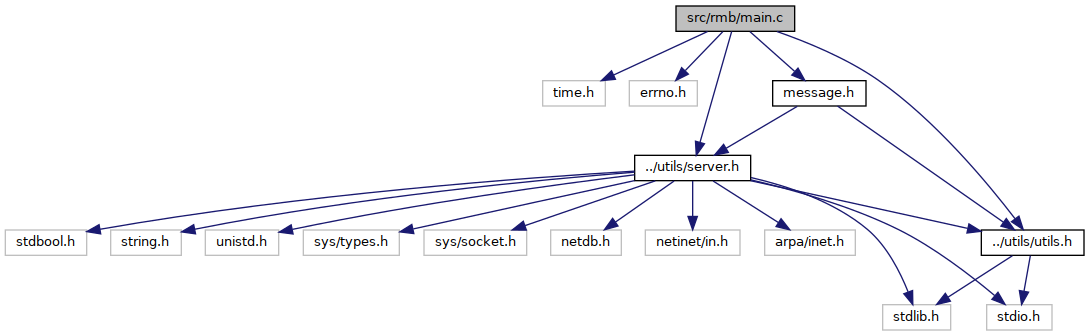 src/rmb/main.c
time.h
errno.h
message.h
../utils/server.h
stdbool.h
string.h
unistd.h
sys/types.h
sys/socket.h
netdb.h
netinet/in.h
arpa/inet.h
../utils/utils.h
stdlib.h
stdio.h